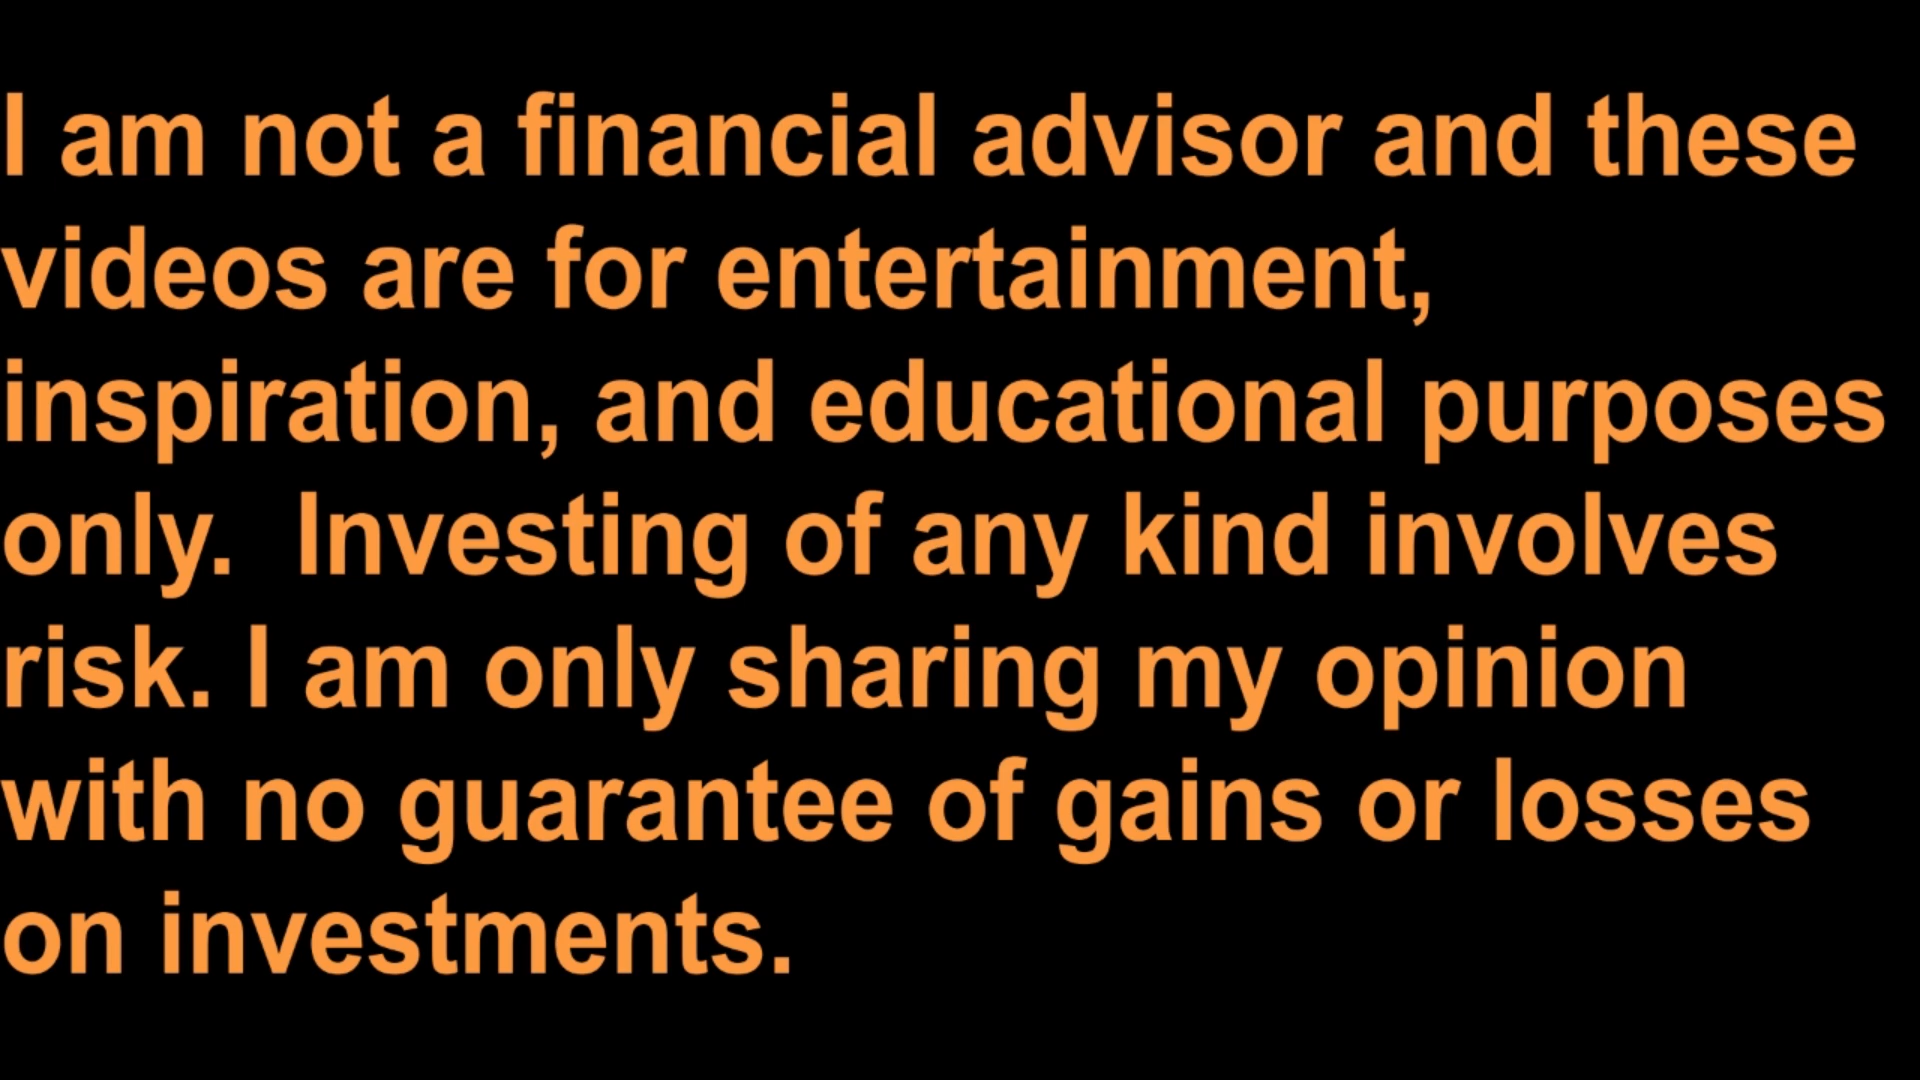 I am not a financial advisor and these
videos are for entertainment,
inspiration, and educational purposes
only.  Investing of any kind involves
risk. I am only sharing my opinion
with no guarantee of gains or losses
on investments.